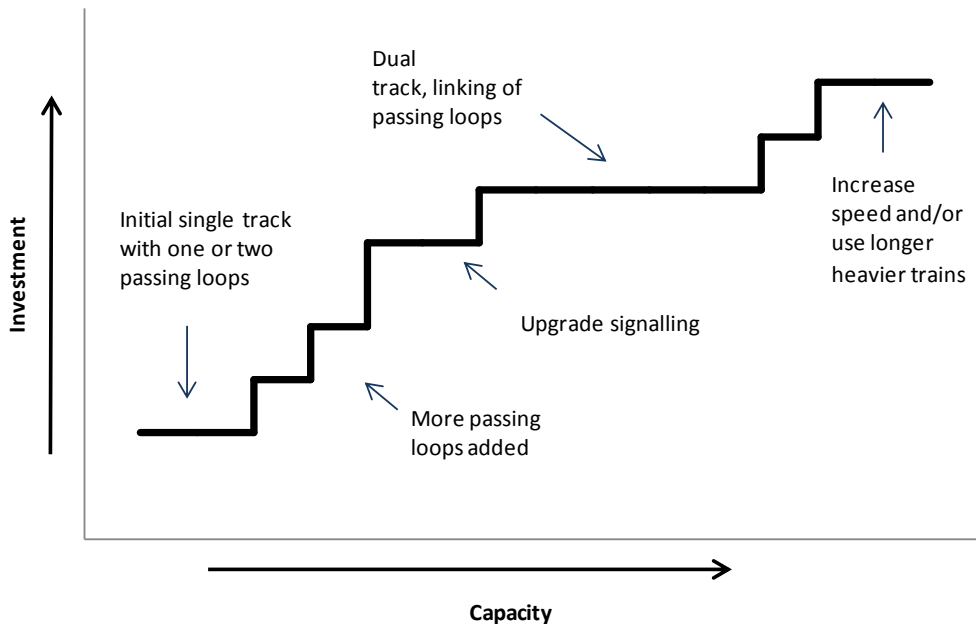 Dual
track, linking of
passing loops
Initial single track
with one or two
passing loops
Increase
speed and/or
use longer
heavier trains
Upgrade signalling
More passing
loops added
Investment
Capacity